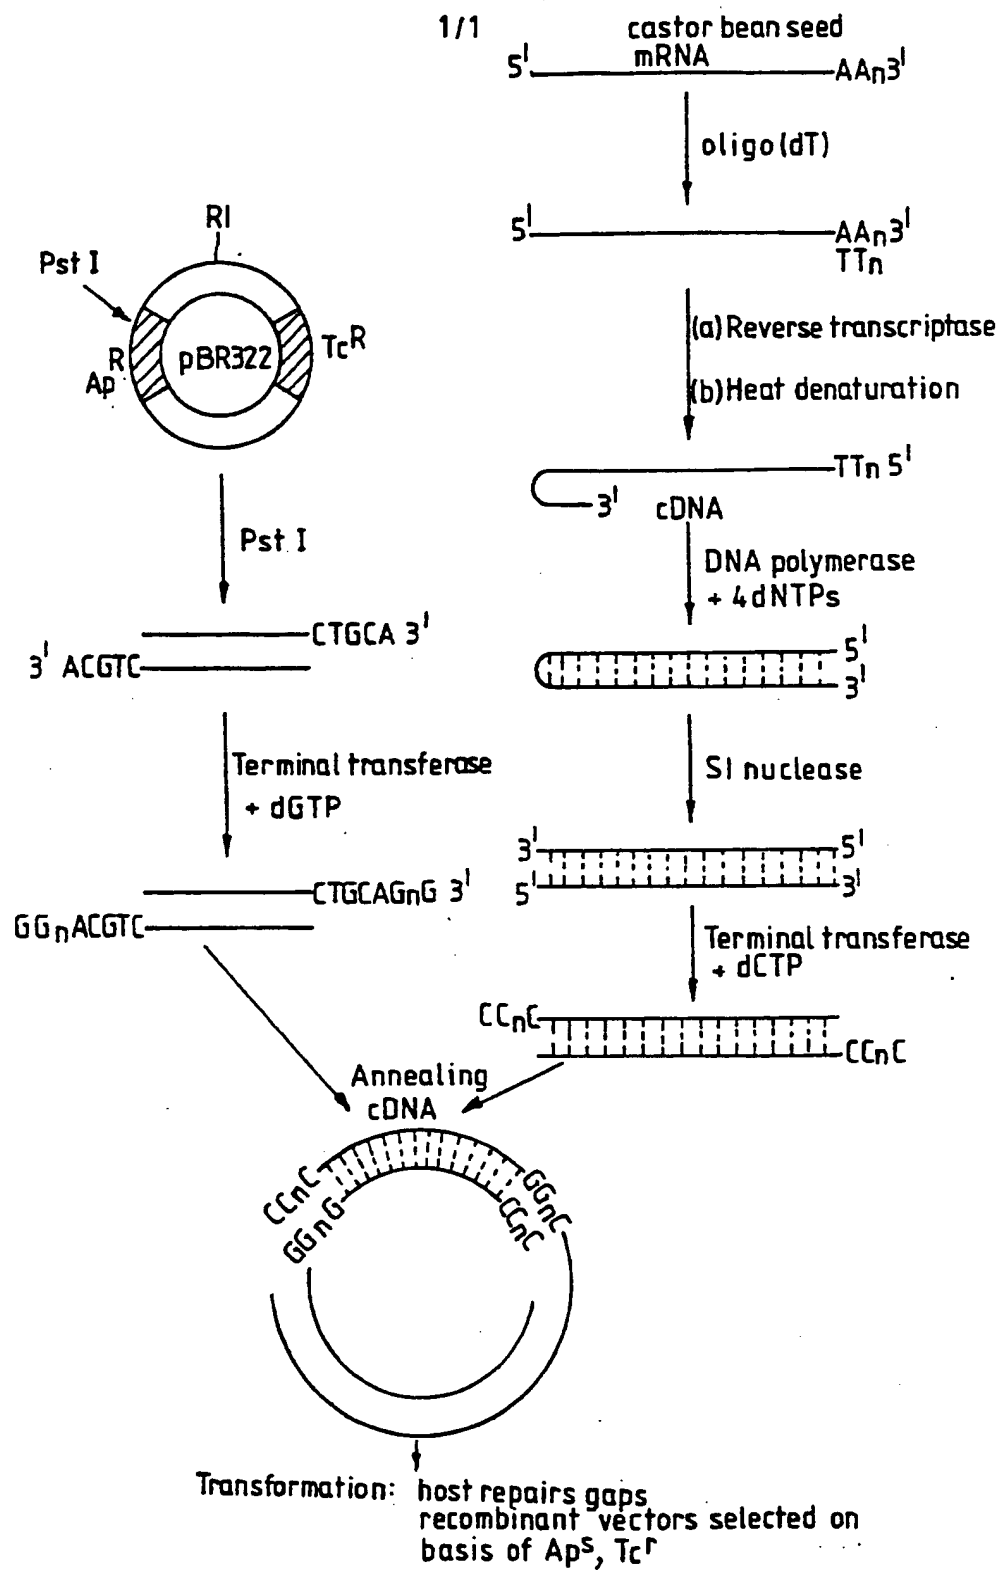 1/1
castor bean seed
mRNA
5' AAn3'
oligo(dT)
5' AAn3'
TTn
(a) Reverse transcriptase
(b) Heat denaturation
TTn 5'
3' cDNA
DNA polymerase
+ 4dNTPs
5'
3'
S1 nuclease
3' 5'
5' 3'
Terminal transferase
+ dCTP
CCnC
CCnC
RI
Pst I
ApR
pBR322
TcR
Pst I
CTGCA 3'
3' ACGTC
Terminal transferase
+ dGTP
CTGCAGnG 3'
GGnACGTC
Annealing
cDNA
CCnC
GGnG
GGnC
CCnC
Transformation: host repairs gaps
recombinant vectors selected on
basis of Aps, Tcr